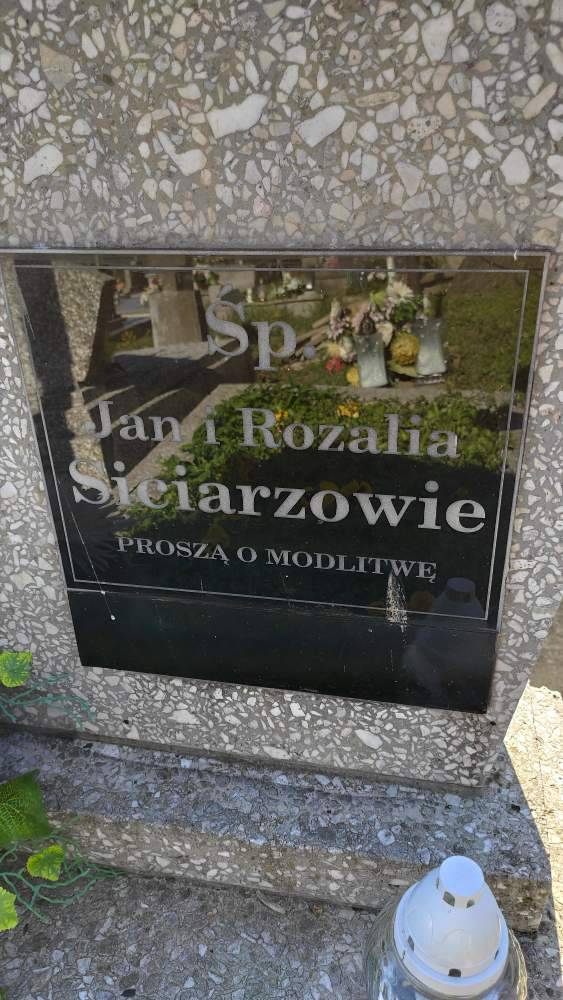 Śp.
Jan i Rozalia
Siciarzowie
PROSZĄ O MODLITWĘ